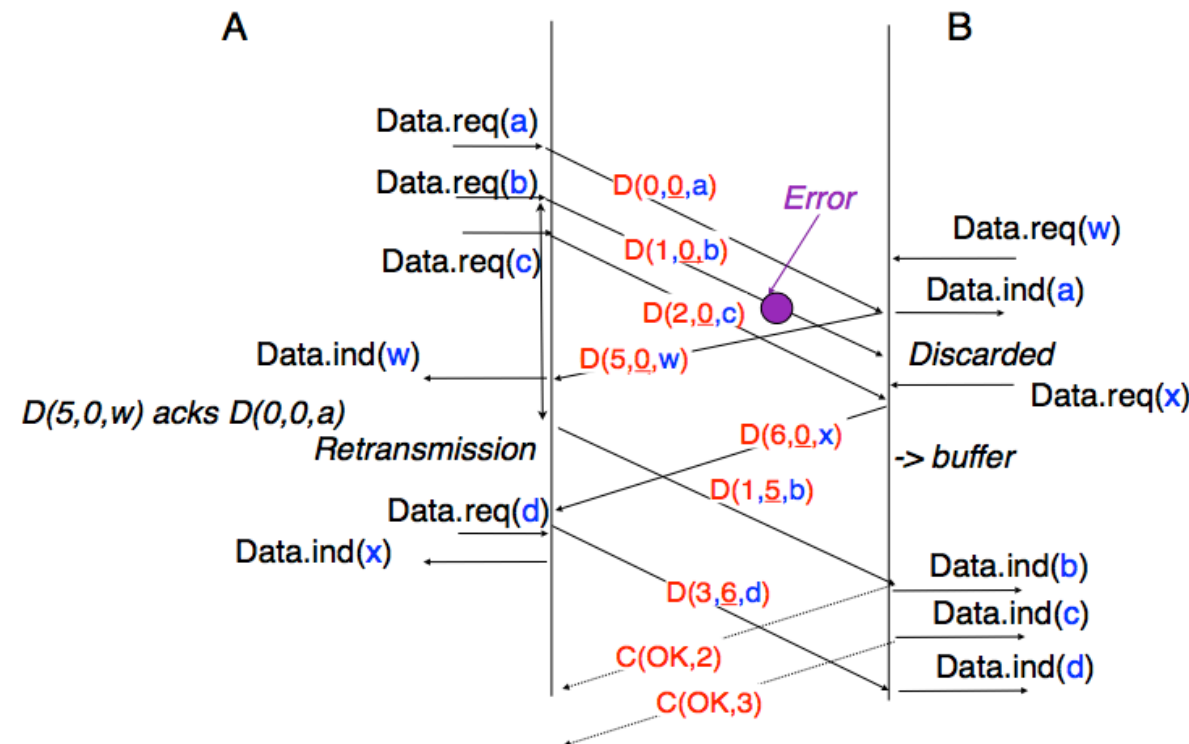 A
B
Data.req(a)
Data.req(b)
D(0,0,a)
Error
Data.req(w)
D(1,0,b)
Data.req(c)
Data.ind(a)
D(2,0,c)
Data.ind(w)
D(5,0,w)
Discarded
Data.req(x)
D(5,0,w) acks D(0,0,a)
Retransmission
D(6,0,x)
-> buffer
D(1,5,b)
Data.req(d)
Data.ind(x)
Data.ind(b)
D(3,6,d)
Data.ind(c)
C(OK,2)
Data.ind(d)
C(OK,3)